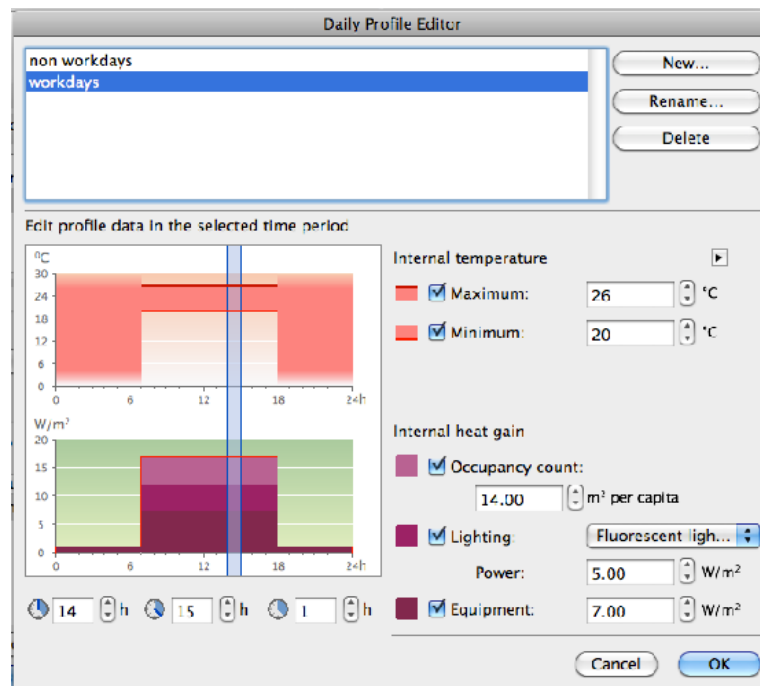 Daily Profile Editor
non workdays
workdays
New...
Rename...
Delete
Edit profile data in the selected time period
°C
30
24
18
12
6
0
0 6 12 18 24h
W/m²
20
15
10
5
0
0 6 12 18 24h
14 h 15 h 1 h
Internal temperature
Maximum: 26 °C
Minimum: 20 °C
Internal heat gain
Occupancy count:
14.00 m² per capita
Lighting: Fluorescent ligh...
Power: 5.00 W/m²
Equipment: 7.00 W/m²
Cancel OK